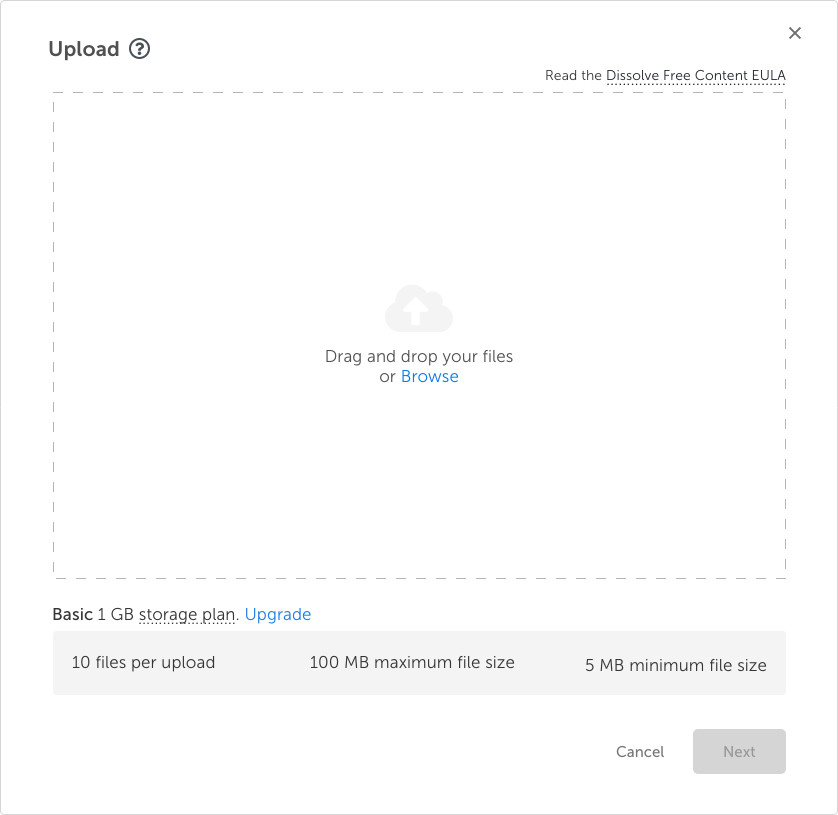 Upload ?
Read the Dissolve Free Content EULA
Drag and drop your files
or Browse
Basic 1 GB storage plan. Upgrade
10 files per upload 100 MB maximum file size 5 MB minimum file size
Cancel Next